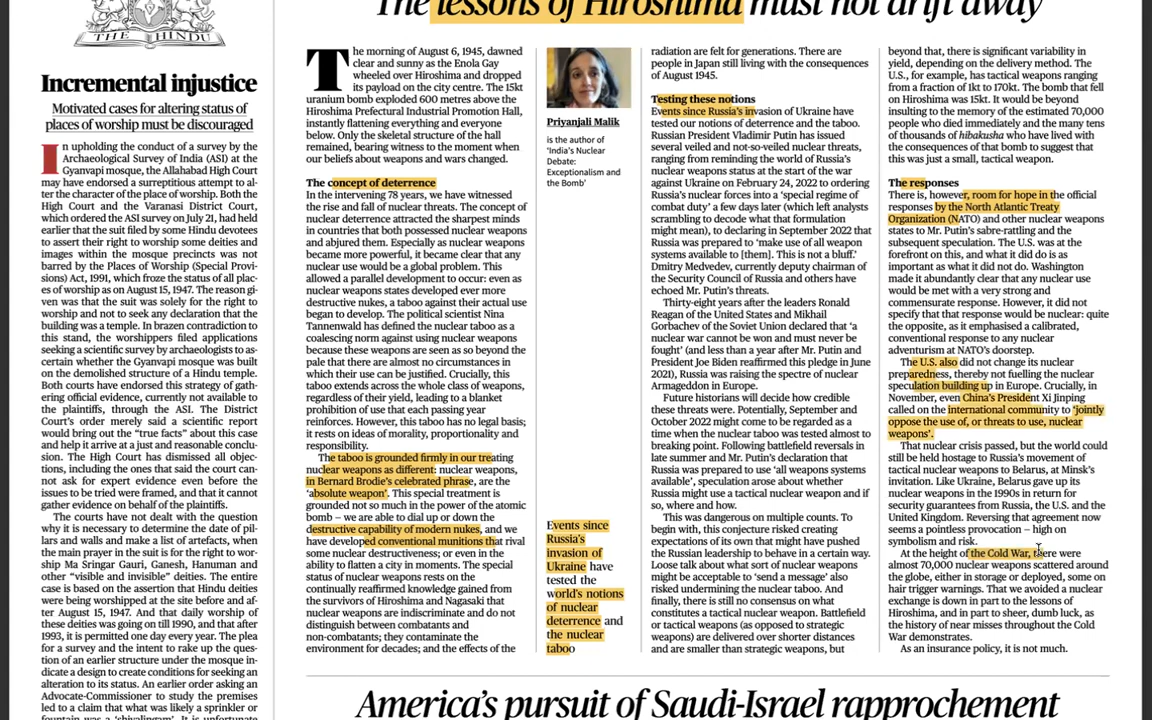 The lessons of Hiroshima must not drift away
THE HINDU
Incremental injustice
Motivated cases for altering status of
places of worship must be discouraged
In upholding the conduct of a survey by the
Archaeological Survey of India (ASI) at the
Gyanvapi mosque, the Allahabad High Court
may have endorsed a surreptitious attempt to al-
ter the character of the place of worship. Both the
High Court and the Varanasi District Court,
which ordered the ASI survey on July 21, had held
earlier that the suit filed by some Hindu devotees
to assert their right to worship some deities and
images within the mosque precincts was not
barred by the Places of Worship (Special Provi-
sions) Act, 1991, which froze the status of all plac-
es of worship as on August 15, 1947. The reason gi-
ven was that the suit was solely for the right to
worship and not to seek any declaration that the
building was a temple. In brazen contradiction to
this stand, the worshippers filed applications
seeking a scientific survey by archaeologists to as-
certain whether the Gyanvapi mosque was built
on the demolished structure of a Hindu temple.
Both courts have endorsed this strategy of gath-
ering official evidence, currently not available to
the plaintiffs, through the ASI. The District
Court's order merely said a scientific report
would bring out the "true facts" about this case
and help it arrive at a just and reasonable conclu-
sion. The High Court has dismissed all objec-
tions, including the ones that said the court can-
not ask for expert evidence even before the
issues to be tried were framed, and that it cannot
gather evidence on behalf of the plaintiffs.
The courts have not dealt with the question
why it is necessary to determine the date of pil-
lars and walls and make a list of artefacts, when
the main prayer in the suit is for the right to wor-
ship Ma Sringar Gauri, Ganesh, Hanuman and
other "visible and invisible" deities. The entire
case is based on the assertion that Hindu deities
were being worshipped at the site before and af-
ter August 15, 1947. And that daily worship of
these deities was going on till 1990, and that after
1993, it is permitted one day every year. The plea
for a survey and the intent to rake up the ques-
tion of an earlier structure under the mosque in-
dicate a design to create conditions for seeking an
alteration to its status. An earlier order asking an
Advocate-Commissioner to study the premises
led to a claim that what was likely a sprinkler or
fountain was a 'shivalingam'. It is unfortunate
The morning of August 6, 1945, dawned
clear and sunny as the Enola Gay
wheeled over Hiroshima and dropped
its payload on the city centre. The 15kt
uranium bomb exploded 600 metres above the
Hiroshima Prefectural Industrial Promotion Hall,
instantly flattening everything and everyone
below. Only the skeletal structure of the hall
remained, bearing witness to the moment when
our beliefs about weapons and wars changed.
The concept of deterrence
In the intervening 78 years, we have witnessed
the rise and fall of nuclear threats. The concept of
nuclear deterrence attracted the sharpest minds
in countries that both possessed nuclear weapons
and abjured them. Especially as nuclear weapons
became more powerful, it became clear that any
nuclear use would be a global problem. This
allowed a parallel development to occur: even as
nuclear weapons states developed ever more
destructive nukes, a taboo against their actual use
began to develop. The political scientist Nina
Tannenwald has defined the nuclear taboo as a
coalescing norm against using nuclear weapons
because these weapons are seen as so beyond the
pale that there are almost no circumstances in
which their use can be justified. Crucially, this
taboo extends across the whole class of weapons,
regardless of their yield, leading to a blanket
prohibition of use that each passing year
reinforces. However, this taboo has no legal basis;
it rests on ideas of morality, proportionality and
responsibility.
The taboo is grounded firmly in our treating
nuclear weapons as different: nuclear weapons,
in Bernard Brodie's celebrated phrase, are the
'absolute weapon'. This special treatment is
grounded not so much in the power of the atomic
bomb – we are able to dial up or down the
destructive capability of modern nukes, and we
have developed conventional munitions that rival
some nuclear destructiveness; or even in the
ability to flatten a city in moments. The special
status of nuclear weapons rests on the
continually reaffirmed knowledge gained from
the survivors of Hiroshima and Nagasaki that
nuclear weapons are indiscriminate and do not
distinguish between combatants and
non-combatants; they contaminate the
environment for decades; and the effects of the
Priyanjali Malik
is the author of
'India's Nuclear
Debate:
Exceptionism and
the Bomb'
Events since
Russia's
invasion of
Ukraine have
tested the
world's notions
of nuclear
deterrence and
the nuclear
taboo
radiation are felt for generations. There are
people in Japan still living with the consequences
of August 1945.
Testing these notions
Events since Russia's invasion of Ukraine have
tested our notions of deterrence and the taboo.
Russian President Vladimir Putin has issued
several veiled and not-so-veiled nuclear threats,
ranging from reminding the world of Russia's
nuclear weapons status at the start of the war
against Ukraine on February 24, 2022 to ordering
Russia's nuclear forces into a 'special regime of
combat duty' a few days later (which left analysts
scrambling to decode what that formulation
might mean), to declaring in September 2022 that
Russia was prepared to 'make use of all weapon
systems available to [them]. This is not a bluff.'
Dmitry Medvedev, currently deputy chairman of
the Security Council of Russia and others have
echoed Mr. Putin's threats.
Thirty-eight years after the leaders Ronald
Reagan of the United States and Mikhail
Gorbachev of the Soviet Union declared that 'a
nuclear war cannot be won and must never be
fought' (and less than a year after Mr. Putin and
President Joe Biden reaffirmed this pledge in June
2021), Russia was raising the spectre of nuclear
Armageddon in Europe.
Future historians will decide how credible
these threats were. Potentially, September and
October 2022 might come to be regarded as a
time when the nuclear taboo was tested almost to
breaking point. Following battlefield reversals in
late summer and Mr. Putin's declaration that
Russia was prepared to use 'all weapons systems
available', speculation arose about whether
Russia might use a tactical nuclear weapon and if
so, where and how.
This was dangerous on multiple counts. To
begin with, this conjecture risked creating
expectations of its own that might have pushed
the Russian leadership to behave in a certain way.
Loose talk about what sort of nuclear weapons
might be acceptable to 'send a message' also
risked undermining the nuclear taboo. And
finally, there is still no consensus on what
constitutes a tactical nuclear weapon. Battlefield
or tactical weapons (as opposed to strategic
weapons) are delivered over shorter distances
and are smaller than strategic weapons, but
beyond that, there is significant variability in
yield, depending on the delivery method. The
U.S., for example, has tactical weapons ranging
from a fraction of 1kt to 170kt. The bomb that fell
on Hiroshima was 15kt. It would be beyond
insulting to the memory of the estimated 70,000
people who died immediately and the many tens
of thousands of hibakusha who have lived with
the consequences of that bomb to suggest that
this was just a small, tactical weapon.
The responses
There is, however, room for hope in the official
responses by the North Atlantic Treaty
Organization (NATO) and other nuclear weapons
states to Mr. Putin's sabre-rattling and the
subsequent speculation. The U.S. was at the
forefront on this, and what it did do is as
important as what it did not do. Washington
made it abundantly clear that any nuclear use
would be met with a very strong and
commensurate response. However, it did not
specify that that response would be nuclear: quite
the opposite, as it emphasised a calibrated,
conventional response to any nuclear
adventurism at NATO's doorstep.
The U.S. also did not change its nuclear
preparedness, thereby not fuelling the nuclear
speculation building up in Europe. Crucially, in
November, even China's President Xi Jinping
called on the international community to 'jointly
oppose the use of, or threats to use, nuclear
weapons'.
That nuclear crisis passed, but the world could
still be held hostage to Russia's movement of
tactical nuclear weapons to Belarus, at Minsk's
invitation. Like Ukraine, Belarus gave up its
nuclear weapons in the 1990s in return for
security guarantees from Russia, the U.S. and the
United Kingdom. Reversing that agreement now
seems a pointless provocation – high on
symbolism and risk.
At the height of the Cold War, there were
almost 70,000 nuclear weapons scattered around
the globe, either in storage or deployed, some on
hair trigger warnings. That we avoided a nuclear
exchange is down in part to the lessons of
Hiroshima, and in part to sheer, dumb luck, as
the history of near misses throughout the Cold
War demonstrates.
As an insurance policy, it is not much.
America's pursuit of Saudi-Israel rapprochement